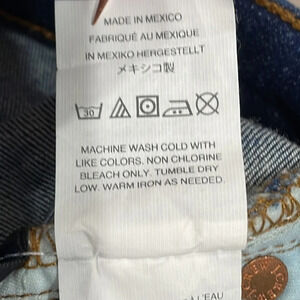 MADE IN MEXICO
FABRIQUÉ AU MEXIQUE
IN MEXIKO HERGESTELLT
メキシコ製
30
MACHINE WASH COLD WITH
LIKE COLORS. NON CHLORINE
BLEACH ONLY. TUMBLE DRY
LOW. WARM IRON AS NEEDED.
L'EAU